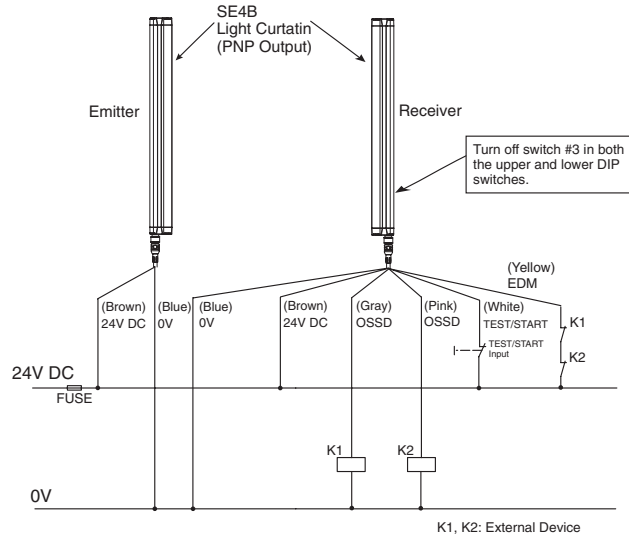 SE4B
Light Curtatin
(PNP Output)
Emitter
Receiver
Turn off switch #3 in both
the upper and lower DIP
switches.
(Yellow)
EDM
(Brown)
24V DC
(Blue)
0V
(Blue)
0V
(Brown)
24V DC
(Gray)
OSSD
(Pink)
OSSD
(White)
TEST/START
TEST/START
Input
K1
K2
24V DC
FUSE
K1
K2
0V
K1, K2: External Device